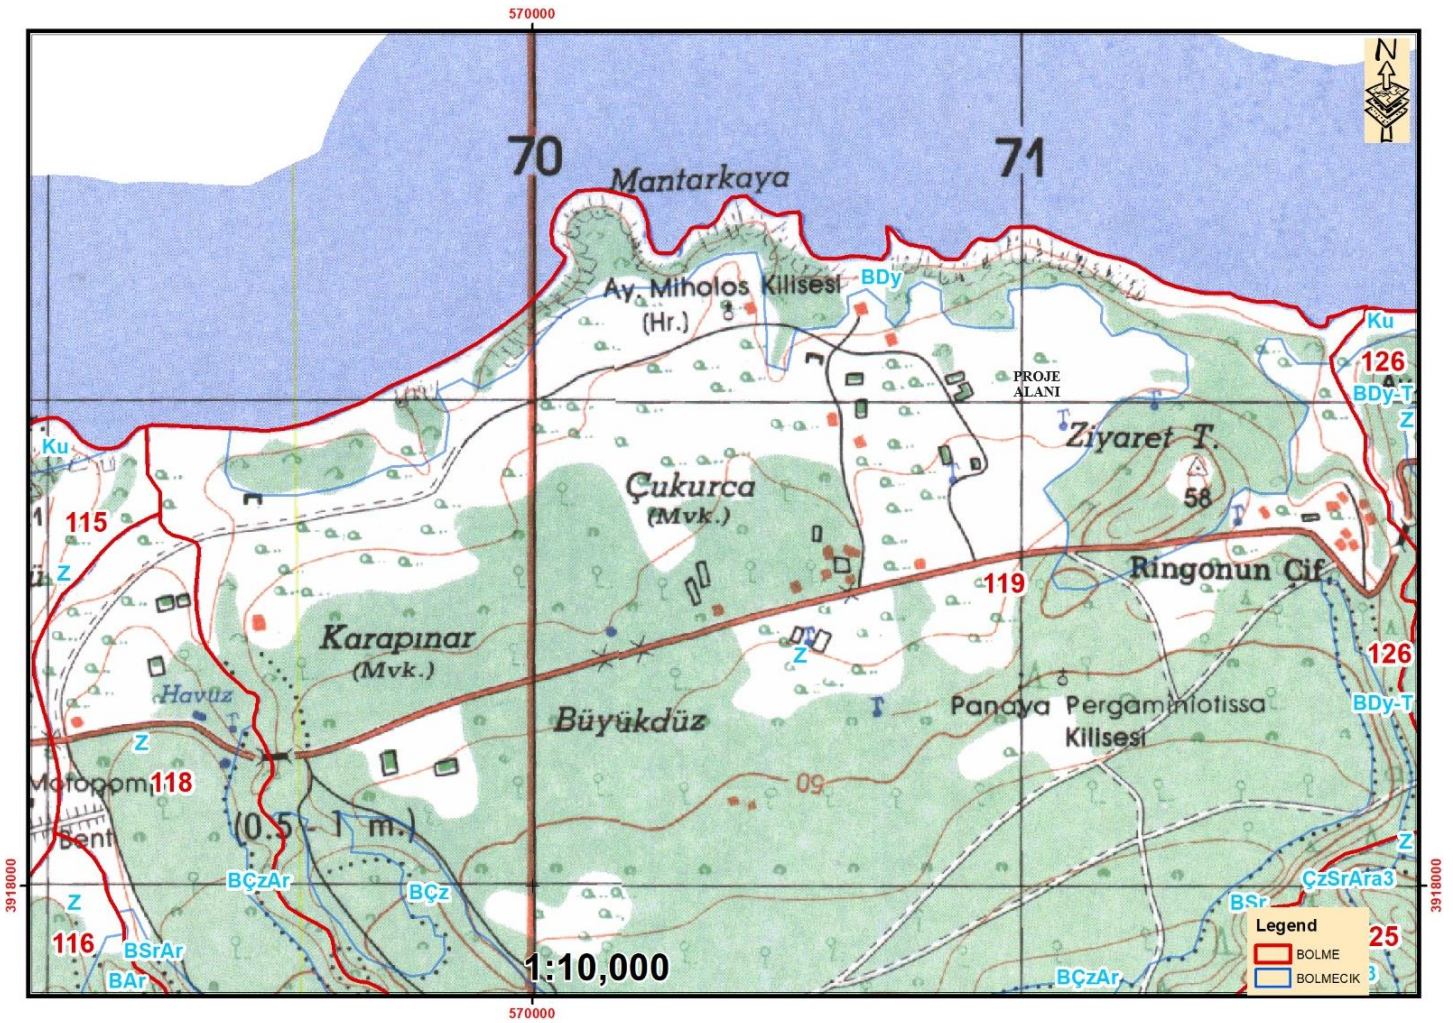 570000
N
70
71
Mantarkaya
Ay. Miholos Kilisesi
(Hr.)
BDy
Ku
126
BDy-T
Z
PROJE
ALANI
Ziyaret T.
58
Ku
115
Z
Çukurca
(Mvk.)
119
Ringonun Çif.
Karapınar
(Mvk.)
Z
126
BDy-T
Havuz
Z
Büyükdüz
Panaya Pergaminiotissa
Kilisesi
Motopomp
118
60
(0.5 - 1 m.)
Bent
Z
BÇzAr
BÇz
ÇzSrAra3
BSr
3918000
3918000
Z
116
BSrAr
BAr
1:10,000
BÇzAr
Legend
BOLME
BOLMECIK
25
3
570000